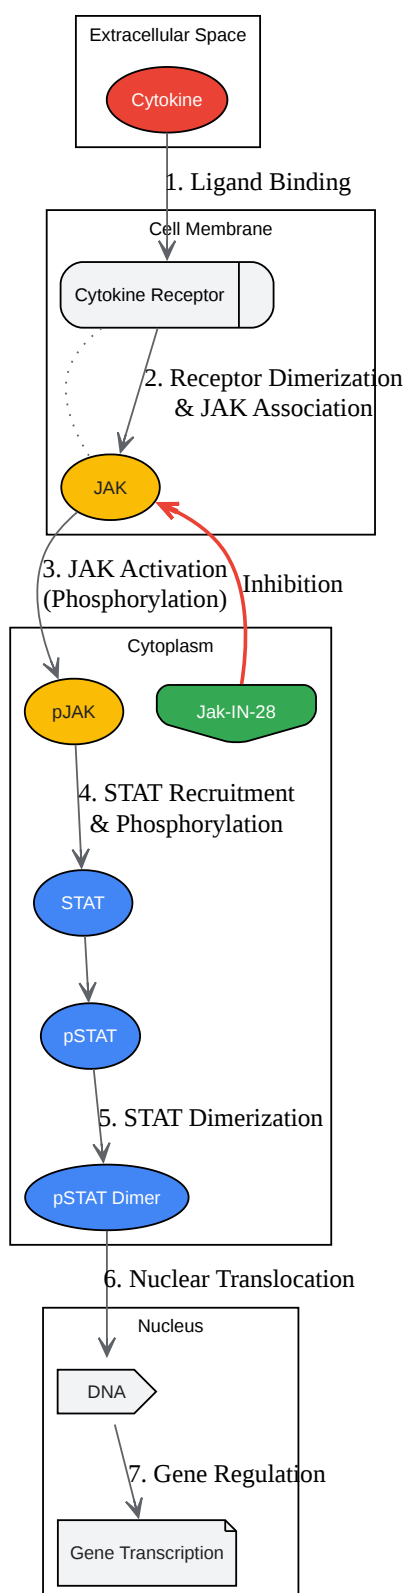 Extracellular Space
Cytokine
1. Ligand Binding
Cell Membrane
Cytokine Receptor
2. Receptor Dimerization
& JAK Association
JAK
3. JAK Activation
(Phosphorylation)
Inhibition
Cytoplasm
pJAK
Jak-IN-28
4. STAT Recruitment
& Phosphorylation
STAT
pSTAT
5. STAT Dimerization
pSTAT Dimer
6. Nuclear Translocation
Nucleus
DNA
7. Gene Regulation
Gene Transcription